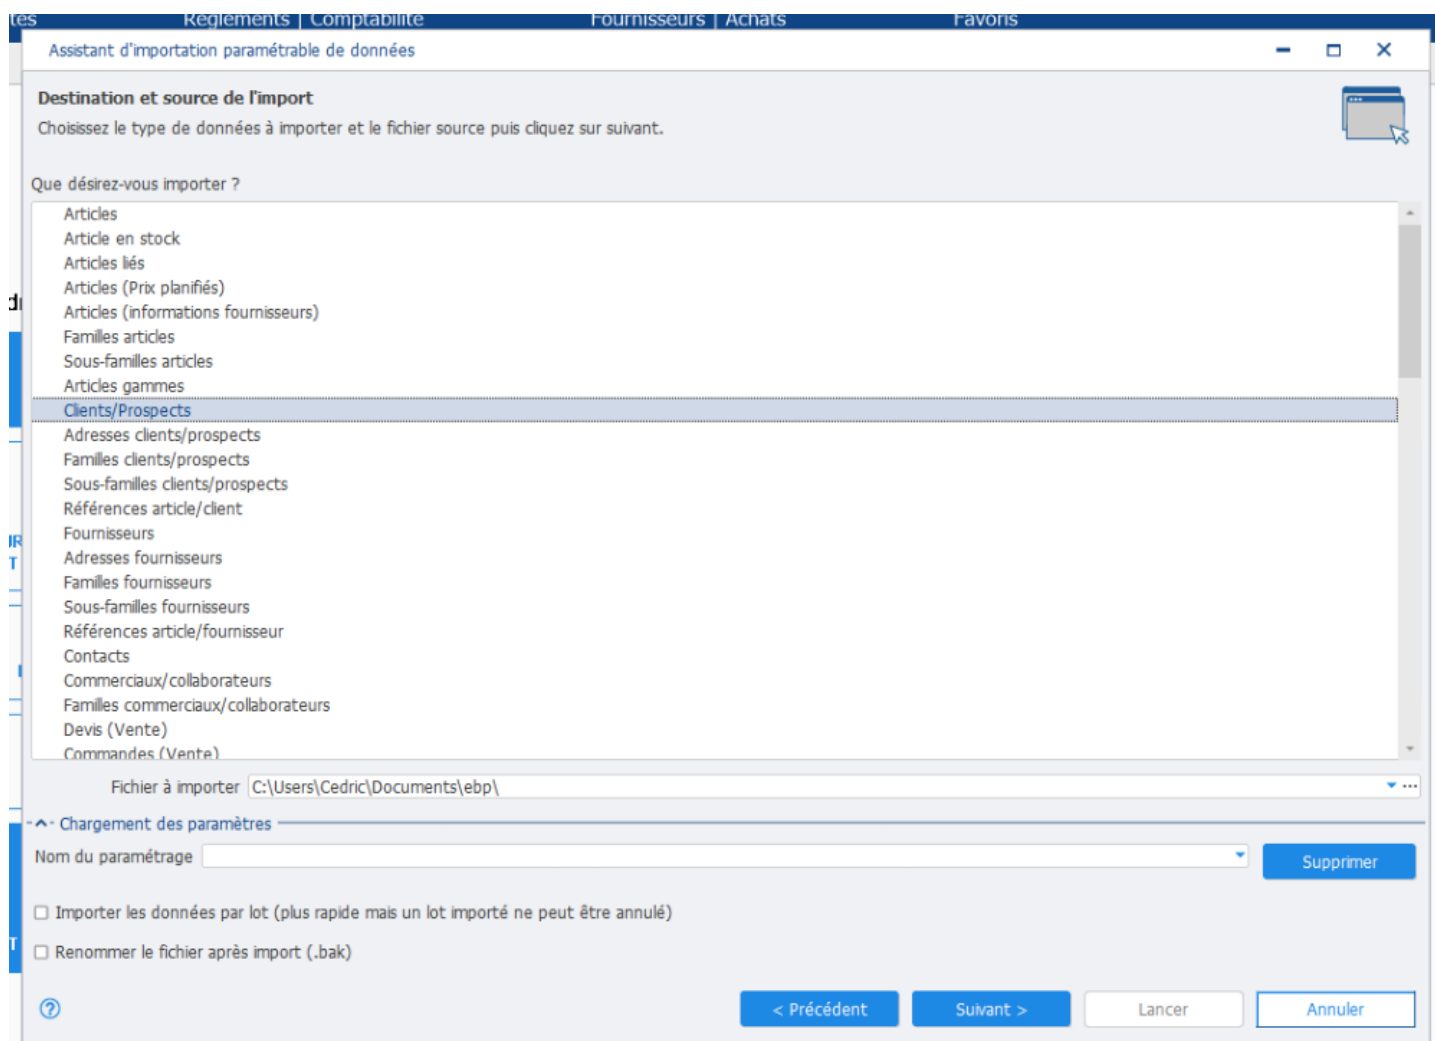 Règlements | Comptabilité Fournisseurs | Achats Favoris
Assistant d'importation paramétrable de données
Destination et source de l'import
Choisissez le type de données à importer et le fichier source puis cliquez sur suivant.
Que désirez-vous importer ?
Articles
Article en stock
Articles liés
Articles (Prix planifiés)
Articles (informations fournisseurs)
Familles articles
Sous-familles articles
Articles gammes
Clients/Prospects
Adresses clients/prospects
Familles clients/prospects
Sous-familles clients/prospects
Références article/client
Fournisseurs
Adresses fournisseurs
Familles fournisseurs
Sous-familles fournisseurs
Références article/fournisseur
Contacts
Commerciaux/collaborateurs
Familles commerciaux/collaborateurs
Devis (Vente)
Commandes (Vente)
Fichier à importer C:\Users\Cedric\Documents\ebp\
Chargement des paramètres
Nom du paramétrage Supprimer
Importer les données par lot (plus rapide mais un lot importé ne peut être annulé)
Renommer le fichier après import (.bak)
< Précédent Suivant > Lancer Annuler